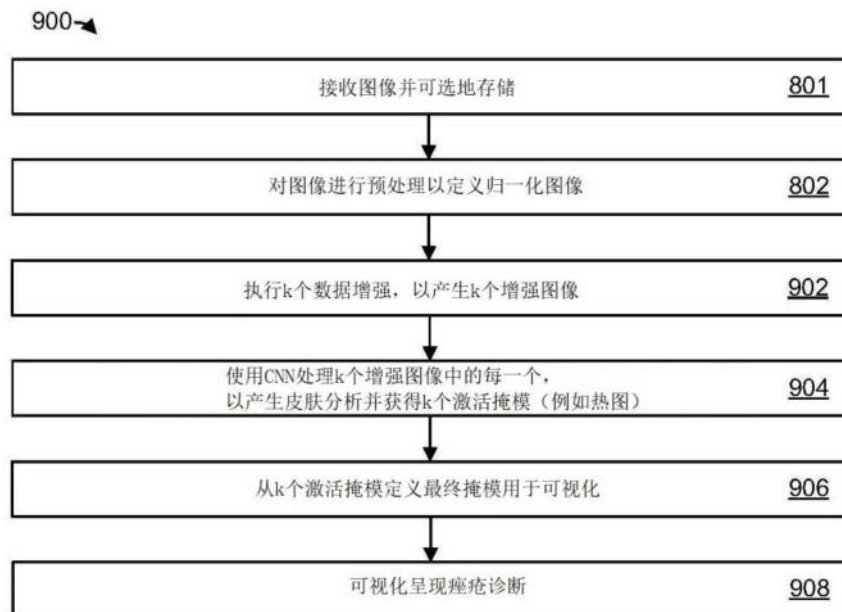 900
接收图像并可选地存储 801
对图像进行预处理以定义归一化图像 802
执行k个数据增强，以产生k个增强图像 902
使用CNN处理k个增强图像中的每一个，
以产生皮肤分析并获得k个激活掩模（例如热图） 904
从k个激活掩模定义最终掩模用于可视化 906
可视化呈现痤疮诊断 908